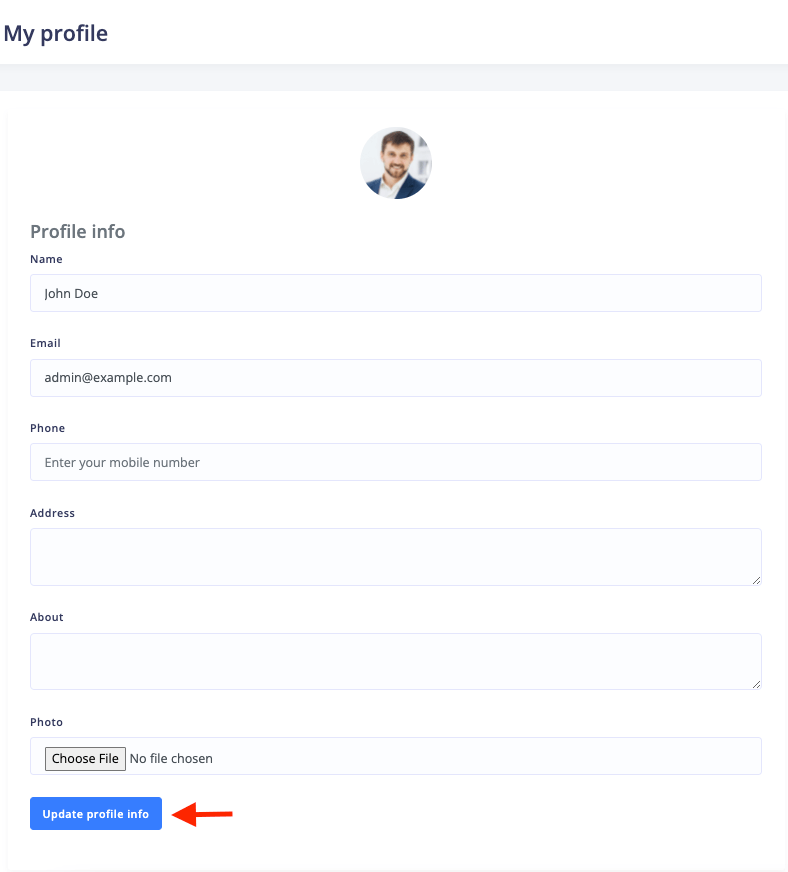 My profile
Profile info
Name
John Doe
Email
admin@example.com
Phone
Enter your mobile number
Address
About
Photo
Choose File No file chosen
Update profile info